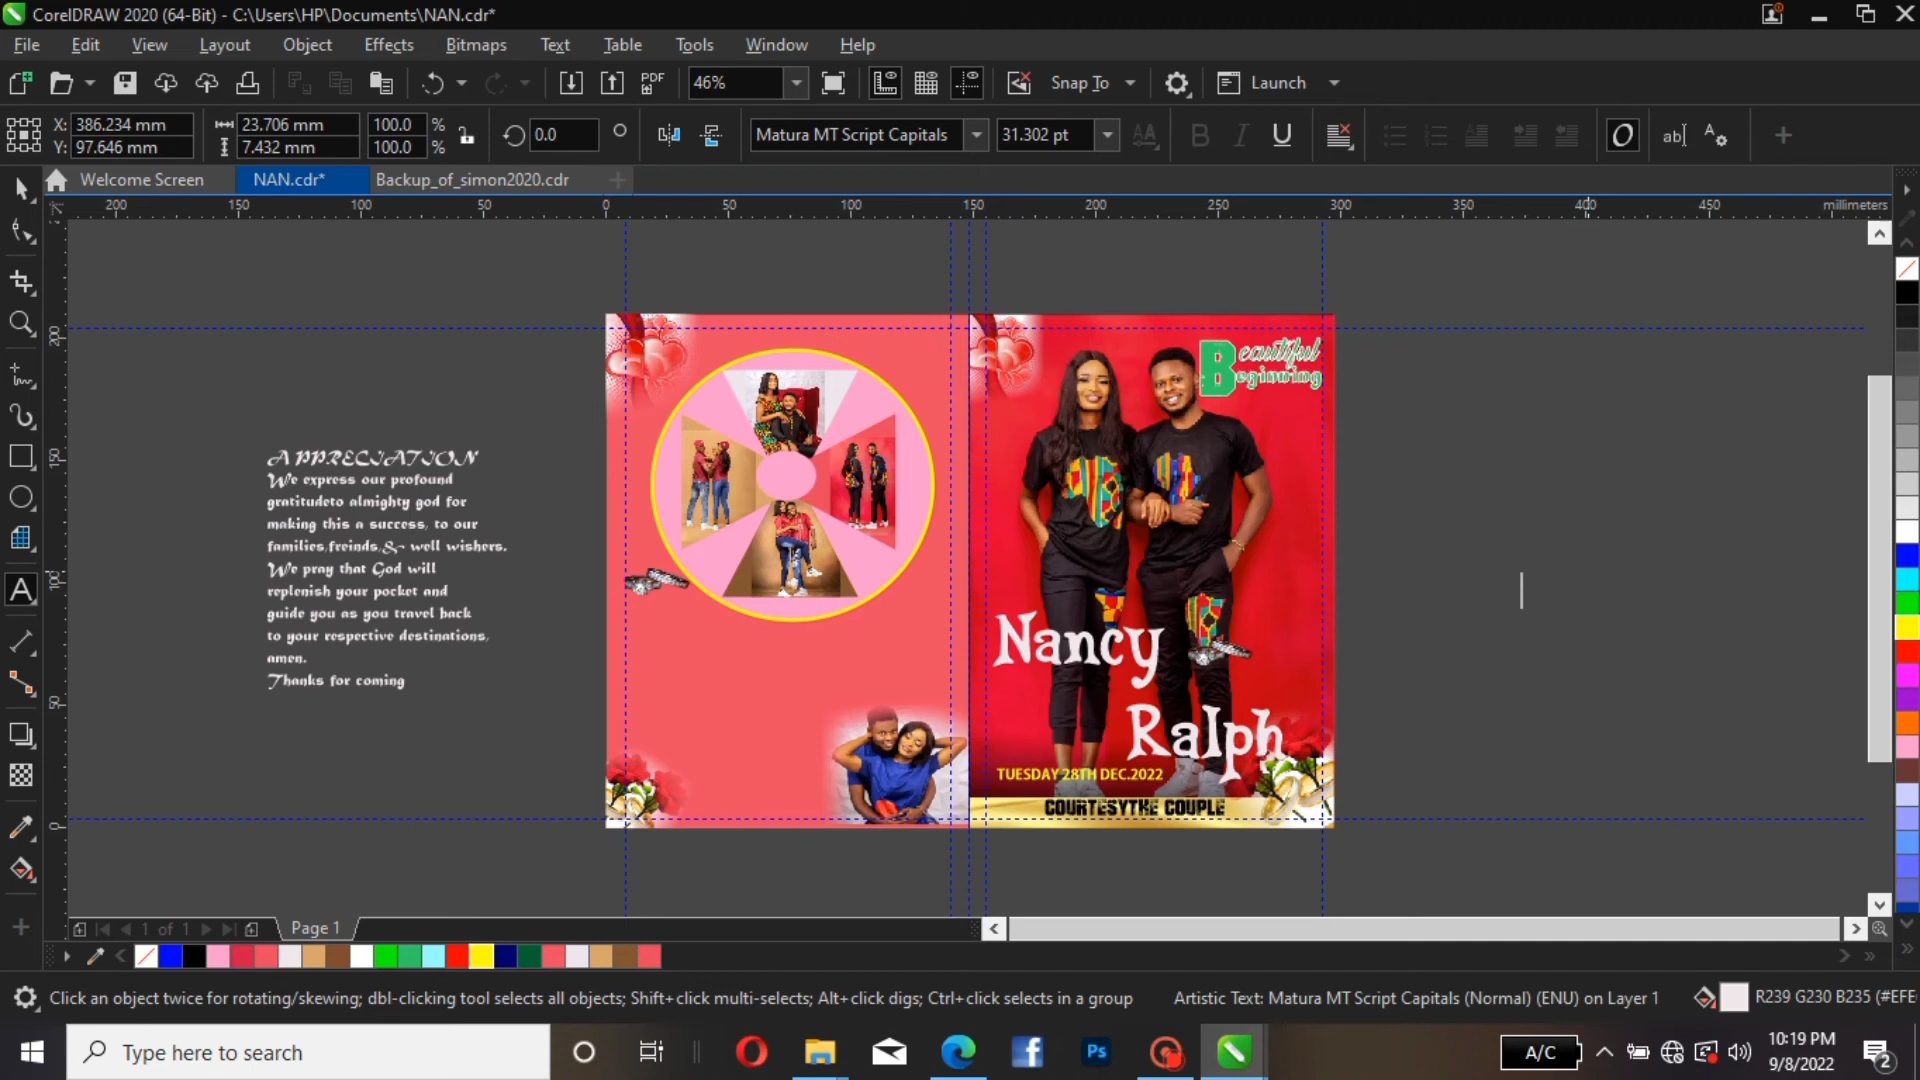 CorelDRAW 2020 (64-Bit) - C:\Users\HP\Documents\NAN.cdr*
File Edit View Layout Object Effects Bitmaps Text Table Tools Window Help
PDF 46% Snap To Launch
X: 386.234 mm 23.706 mm 100.0 % 0.0 Matura MT Script Capitals 31.302 pt
Y: 97.646 mm 7.432 mm 100.0 %
Welcome Screen NAN.cdr* Backup_of_simon2020.cdr
200 150 100 50 0 50 100 150 200 250 300 350 400 450 millimeters
200
150
100
50
0
APPRECIATION
We express our profound
gratitudeto almighty god for
making this a success, to our
families,freinds,& well wishers.
We pray that God will
replenish your pocket and
guide you as you travel back
to your respective destinations,
amen.
Thanks for coming
Beautiful
Beginning
Nancy
Ralph
TUESDAY 28TH DEC.2022
COURTESYTHE COUPLE
1 of 1 Page 1
Click an object twice for rotating/skewing; dbl-clicking tool selects all objects; Shift+click multi-selects; Alt+click digs; Ctrl+click selects in a group Artistic Text: Matura MT Script Capitals (Normal) (ENU) on Layer 1 R239 G230 B235 (#EFE
Type here to search Ps A/C 10:19 PM
9/8/2022 2